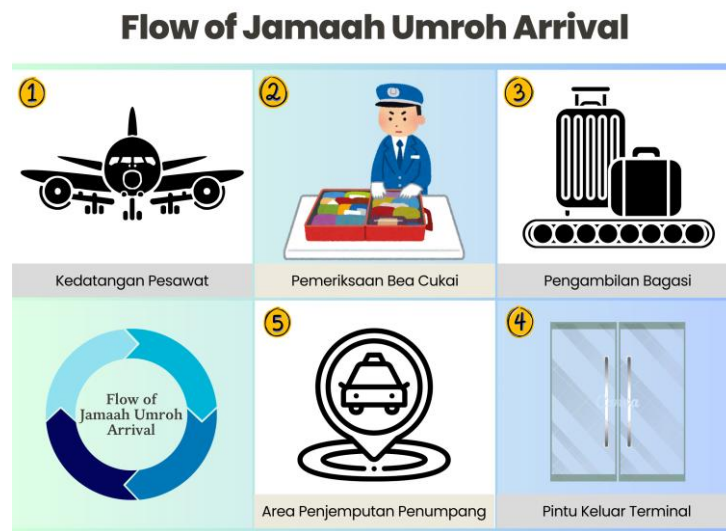 Flow of Jamaah Umroh Arrival
1
2
3
Kedatangan Pesawat
Pemeriksaan Bea Cukai
Pengambilan Bagasi
Flow of
Jamaah Umroh
Arrival
5
4
Area Penjemputan Penumpang
Pintu Keluar Terminal